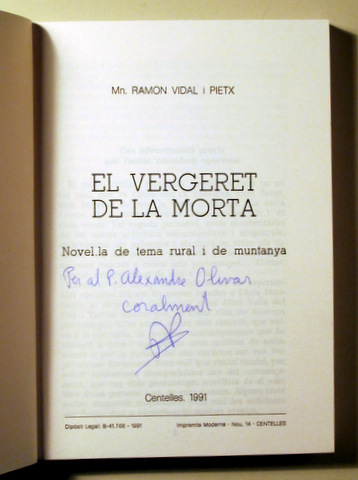 Mn. RAMON VIDAL i PIETX
EL VERGERET
DE LA MORTA
Novel.la de tema rural i de muntanya
Per al P. Alexandre Olivar
coralment
Centelles, 1991
Dipòsit Legal: B-41.766 - 1991 Impremta Moderna - Nou, 14 - CENTELLES